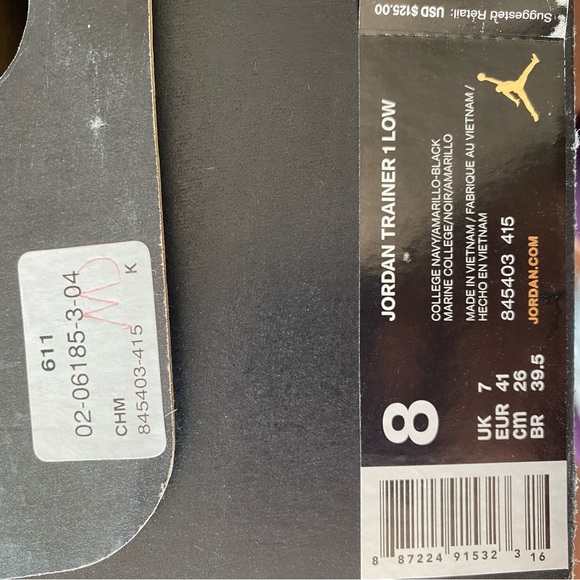 611
02-06185-3-04
CHM K
845403-415
Suggested Retail: USD $125.00
JORDAN TRAINER 1 LOW
COLLEGE NAVY/AMARILLO-BLACK
MARINE COLLEGE/NOIR/AMARILLO
MADE IN VIETNAM / FABRIQUE AU VIETNAM /
HECHO EN VIETNAM
845403 415
JORDAN.COM
8
UK 7
EUR 41
cm 26
BR 39.5
8 87224 91532 3 16